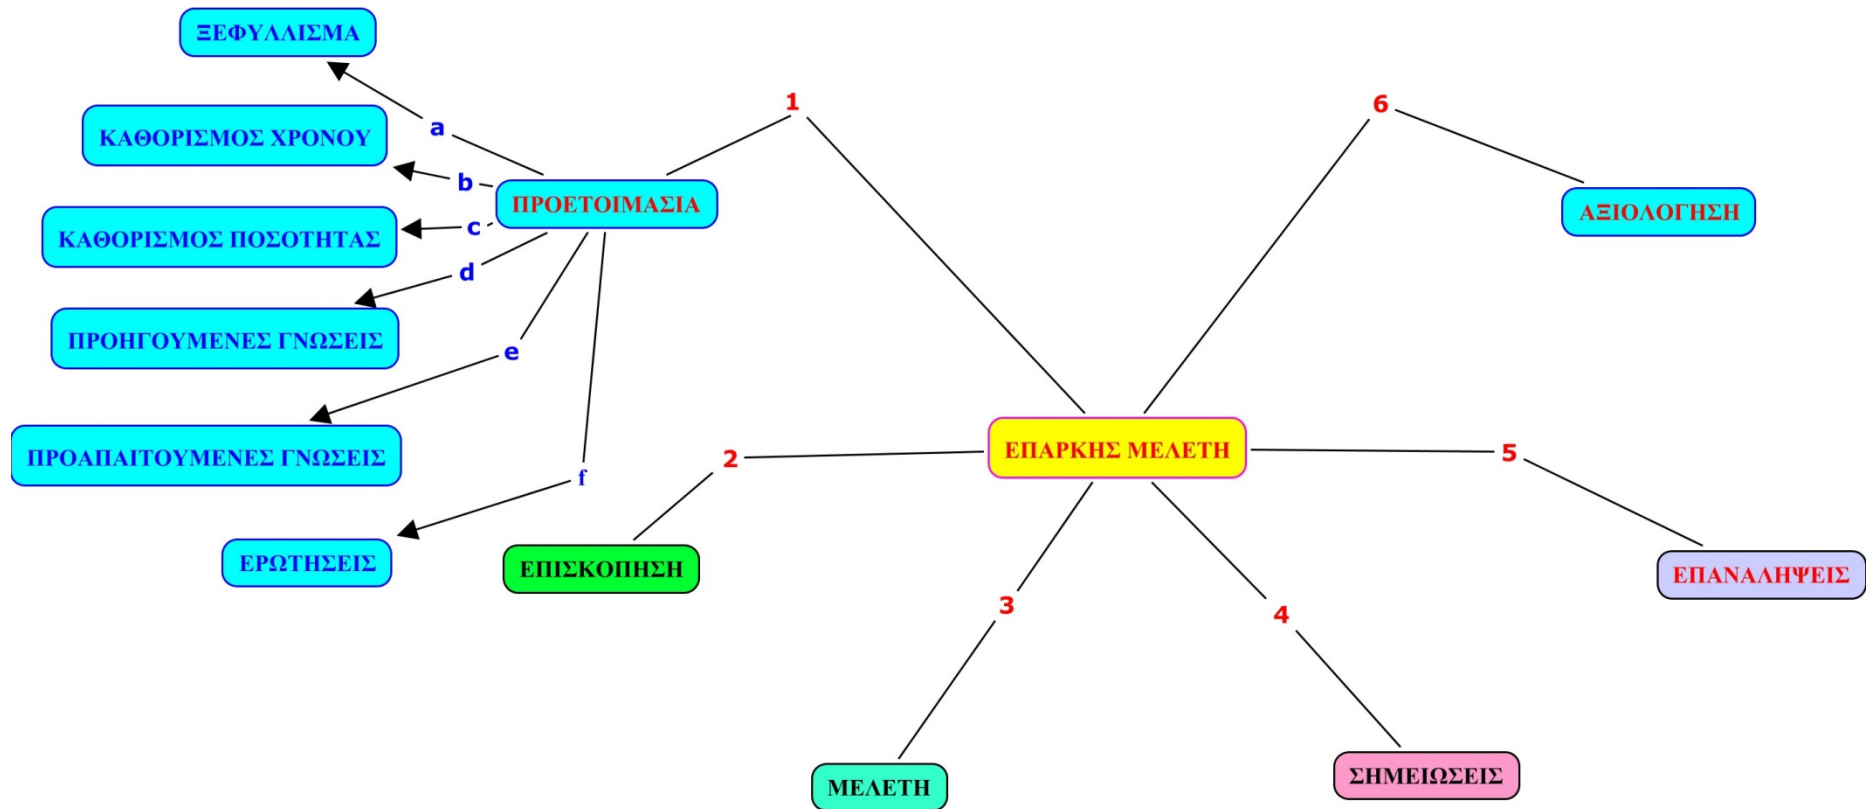 ΞΕΦΥΛΛΙΣΜΑ
1
6
a
ΚΑΘΟΡΙΣΜΟΣ ΧΡΟΝΟΥ
b
ΠΡΟΕΤΟΙΜΑΣΙΑ
ΑΞΙΟΛΟΓΗΣΗ
c
ΚΑΘΟΡΙΣΜΟΣ ΠΟΣΟΤΗΤΑΣ
d
ΠΡΟΗΓΟΥΜΕΝΕΣ ΓΝΩΣΕΙΣ
e
ΠΡΟΑΠΑΙΤΟΥΜΕΝΕΣ ΓΝΩΣΕΙΣ
2
ΕΠΑΡΚΗΣ ΜΕΛΕΤΗ
5
f
ΕΡΩΤΗΣΕΙΣ
ΕΠΙΣΚΟΠΗΣΗ
ΕΠΑΝΑΛΗΨΕΙΣ
3
4
ΜΕΛΕΤΗ
ΣΗΜΕΙΩΣΕΙΣ